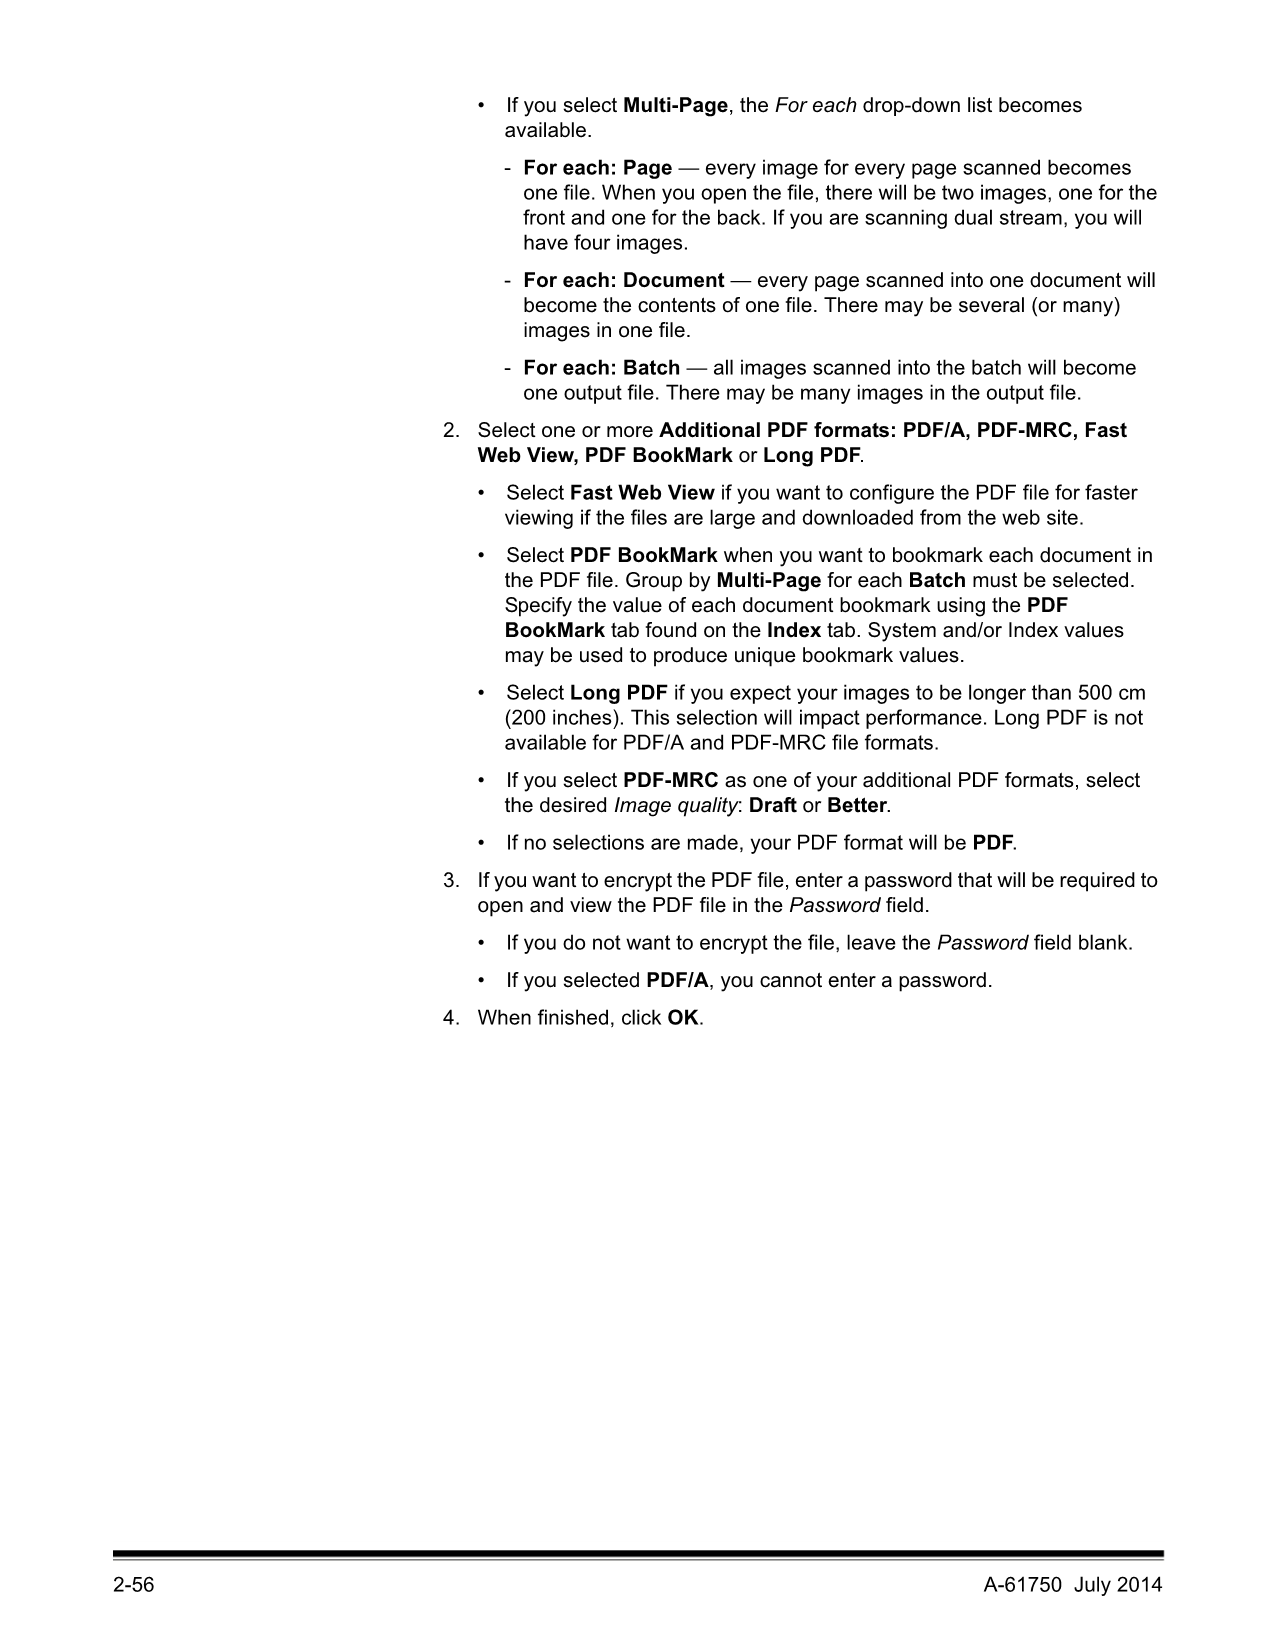 • If you select Multi-Page, the For each drop-down list becomes
available.
- For each: Page — every image for every page scanned becomes
one file. When you open the file, there will be two images, one for the
front and one for the back. If you are scanning dual stream, you will
have four images.
- For each: Document — every page scanned into one document will
become the contents of one file. There may be several (or many)
images in one file.
- For each: Batch — all images scanned into the batch will become
one output file. There may be many images in the output file.
2. Select one or more Additional PDF formats: PDF/A, PDF-MRC, Fast
Web View, PDF BookMark or Long PDF.
• Select Fast Web View if you want to configure the PDF file for faster
viewing if the files are large and downloaded from the web site.
• Select PDF BookMark when you want to bookmark each document in
the PDF file. Group by Multi-Page for each Batch must be selected.
Specify the value of each document bookmark using the PDF
BookMark tab found on the Index tab. System and/or Index values
may be used to produce unique bookmark values.
• Select Long PDF if you expect your images to be longer than 500 cm
(200 inches). This selection will impact performance. Long PDF is not
available for PDF/A and PDF-MRC file formats.
• If you select PDF-MRC as one of your additional PDF formats, select
the desired Image quality: Draft or Better.
• If no selections are made, your PDF format will be PDF.
3. If you want to encrypt the PDF file, enter a password that will be required to
open and view the PDF file in the Password field.
• If you do not want to encrypt the file, leave the Password field blank.
• If you selected PDF/A, you cannot enter a password.
4. When finished, click OK.
2-56 A-61750 July 2014